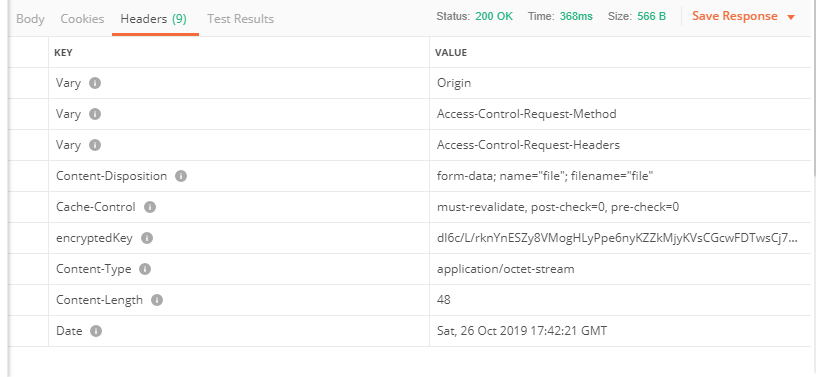 Body Cookies Headers (9) Test Results Status: 200 OK Time: 368ms Size: 566 B Save Response
KEY VALUE
Vary Origin
Vary Access-Control-Request-Method
Vary Access-Control-Request-Headers
Content-Disposition form-data; name="file"; filename="file"
Cache-Control must-revalidate, post-check=0, pre-check=0
encryptedKey dI6c/L/rknYnESZy8VMogHLyPpe6nyKZZkMjyKVsCGcwFDTwsCj7...
Content-Type application/octet-stream
Content-Length 48
Date Sat, 26 Oct 2019 17:42:21 GMT